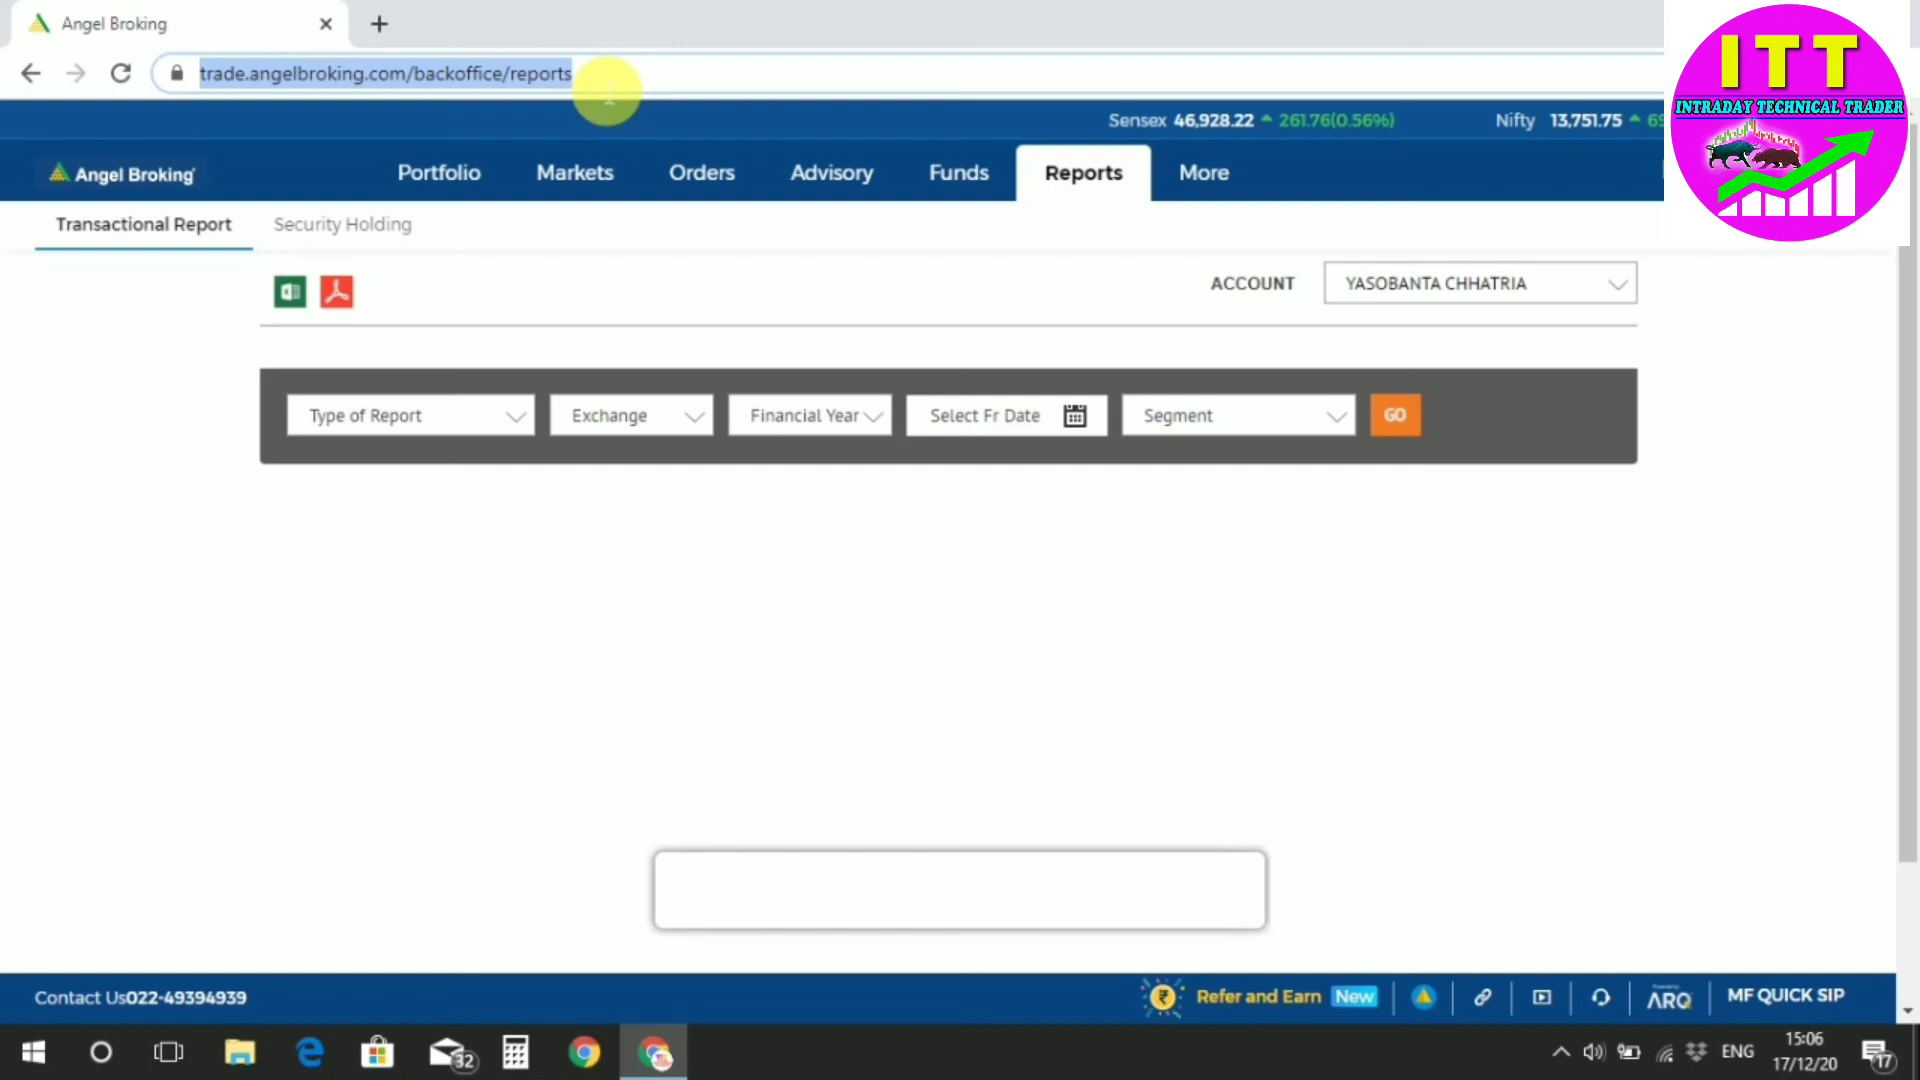 Angel Broking
trade.angelbroking.com/backoffice/reports
ITT
INTRADAY TECHNICAL TRADER
Sensex 46,928.22 261.76(0.56%) Nifty 13,751.75
Angel Broking Portfolio Markets Orders Advisory Funds Reports More
Transactional Report Security Holding
ACCOUNT YASOBANTA CHHATRIA
Type of Report Exchange Financial Year Select Fr Date Segment GO
Contact Us022-49394939 Refer and Earn New ARQ MF QUICK SIP
32 ENG 15:06
17/12/20 17